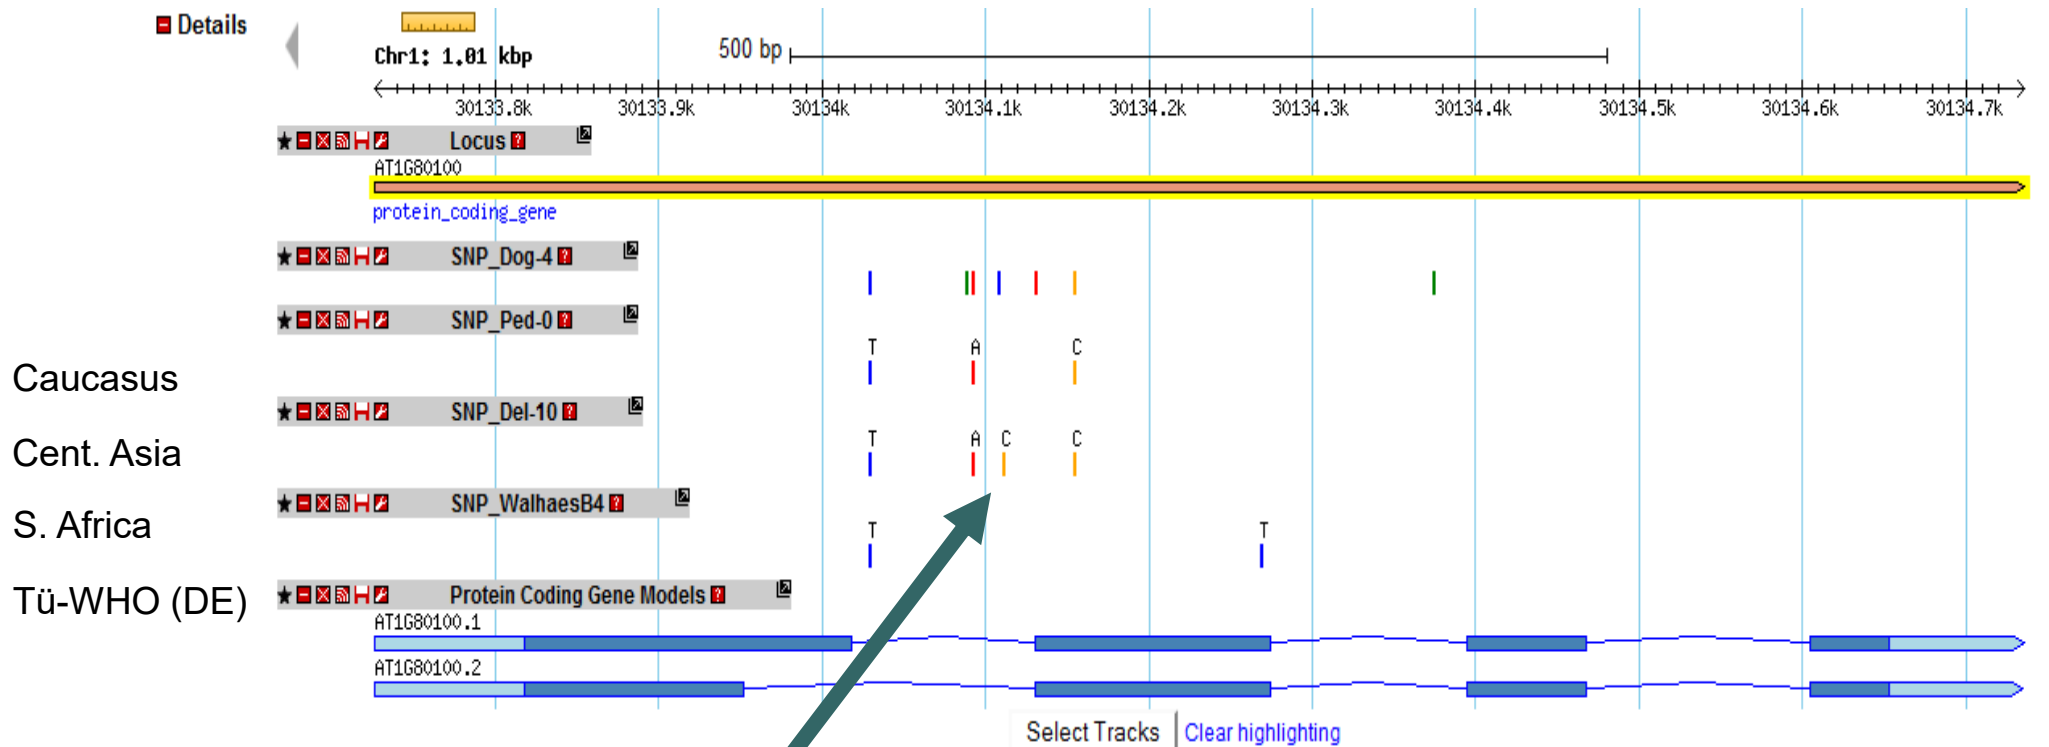 Details
Chr1: 1.01 kbp
500 bp
30133.8k 30133.9k 30134k 30134.1k 30134.2k 30134.3k 30134.4k 30134.5k 30134.6k 30134.7k
Locus ?
AT1G80100
protein_coding_gene
SNP_Dog-4 ?
SNP_Ped-0 ?
T A C
Caucasus
SNP_Del-10 ?
T A C C
Cent. Asia
SNP_WalhaesB4 ?
T T
S. Africa
Tü-WHO (DE)
Protein Coding Gene Models ?
AT1G80100.1
AT1G80100.2
Select Tracks Clear highlighting